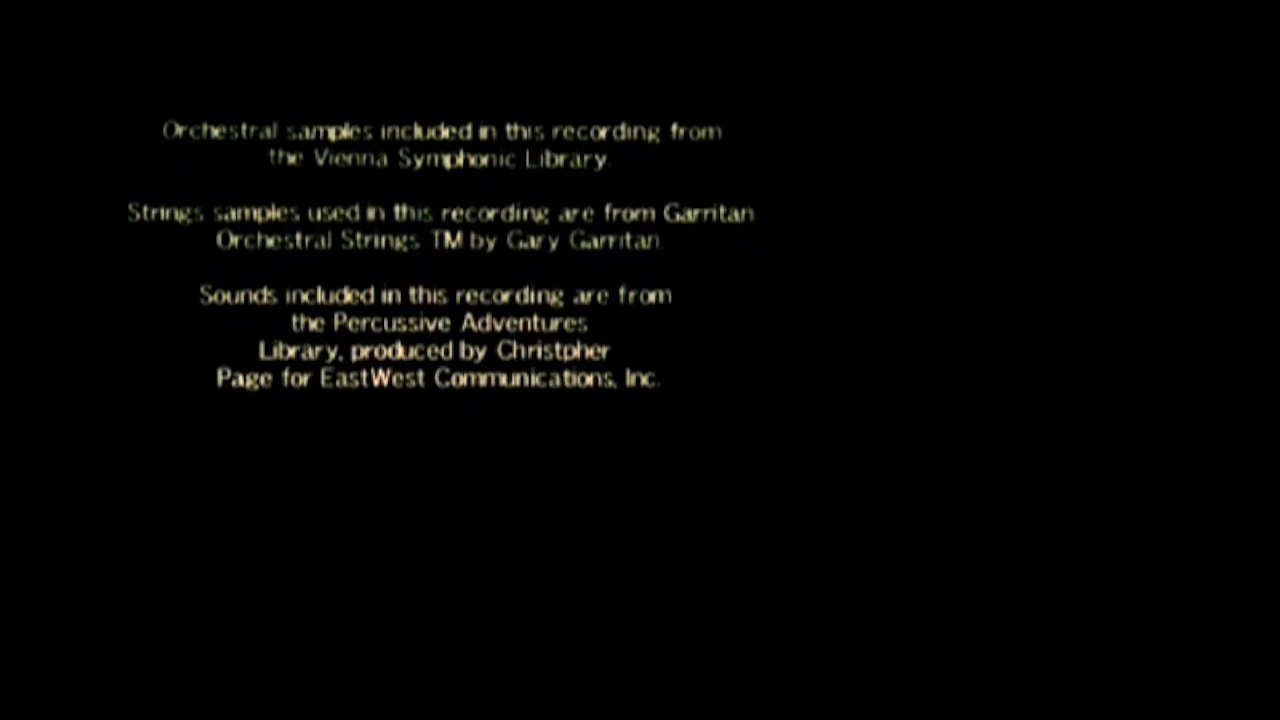 Orchestral samples included in this recording from
the Vienna Symphonic Library.
Strings samples used in this recording are from Garritan
Orchestral Strings TM by Gary Garritan.
Sounds included in this recording are from
the Percussive Adventures
Library, produced by Christpher
Page for EastWest Communications, Inc.